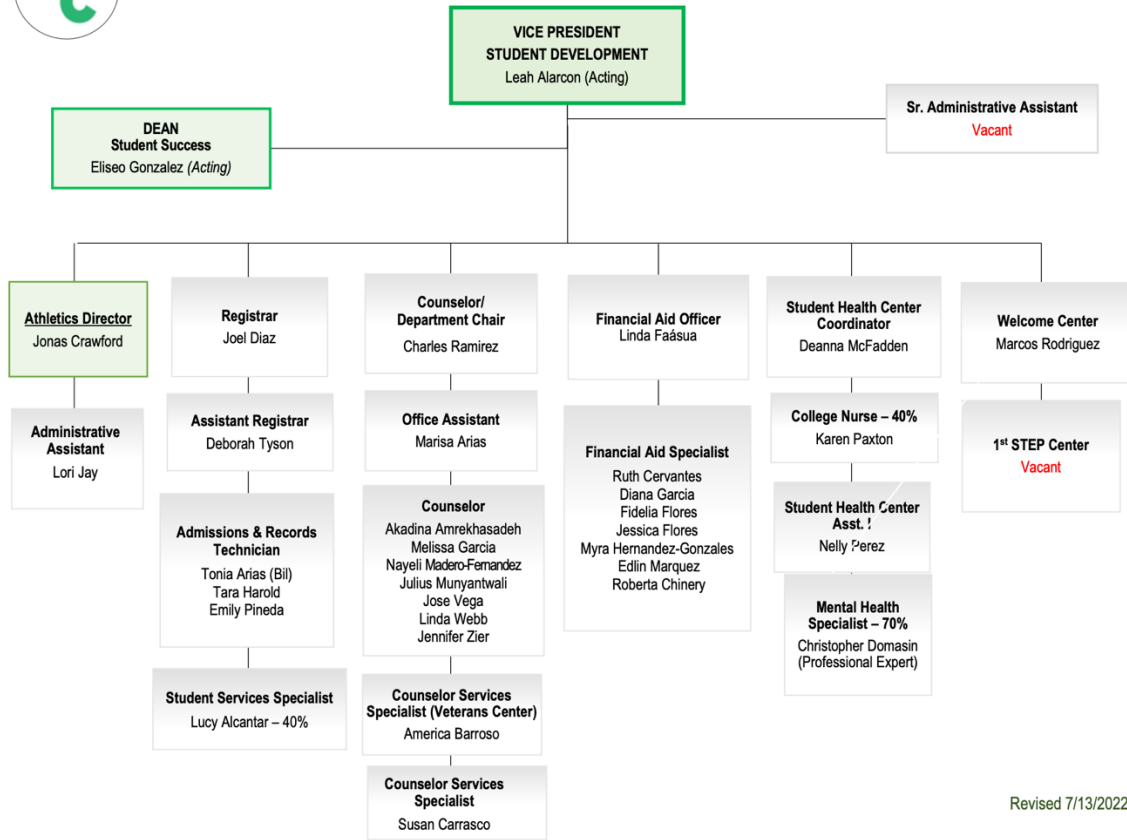 VICE PRESIDENT
STUDENT DEVELOPMENT
Leah Alarcon (Acting)
Sr. Administrative Assistant
Vacant
DEAN
Student Success
Eliseo Gonzalez (Acting)
Athletics Director
Jonas Crawford
Administrative
Assistant
Lori Jay
Registrar
Joel Diaz
Assistant Registrar
Deborah Tyson
Admissions & Records
Technician
Tonia Arias (Bil)
Tara Harold
Emily Pineda
Student Services Specialist
Lucy Alcantar – 40%
Counselor/
Department Chair
Charles Ramirez
Office Assistant
Marisa Arias
Counselor
Akadina Amrekhasadeh
Melissa Garcia
Nayeli Madero-Fernandez
Julius Munyantwali
Jose Vega
Linda Webb
Jennifer Zier
Counselor Services
Specialist (Veterans Center)
America Barroso
Counselor Services
Specialist
Susan Carrasco
Financial Aid Officer
Linda Faásua
Financial Aid Specialist
Ruth Cervantes
Diana Garcia
Fidelia Flores
Jessica Flores
Myra Hernandez-Gonzales
Edlin Marquez
Roberta Chinery
Student Health Center
Coordinator
Deanna McFadden
College Nurse – 40%
Karen Paxton
Student Health Center
Asst.
Nelly Perez
Mental Health
Specialist – 70%
Christopher Domasin
(Professional Expert)
Welcome Center
Marcos Rodriguez
1st STEP Center
Vacant
Revised 7/13/2022